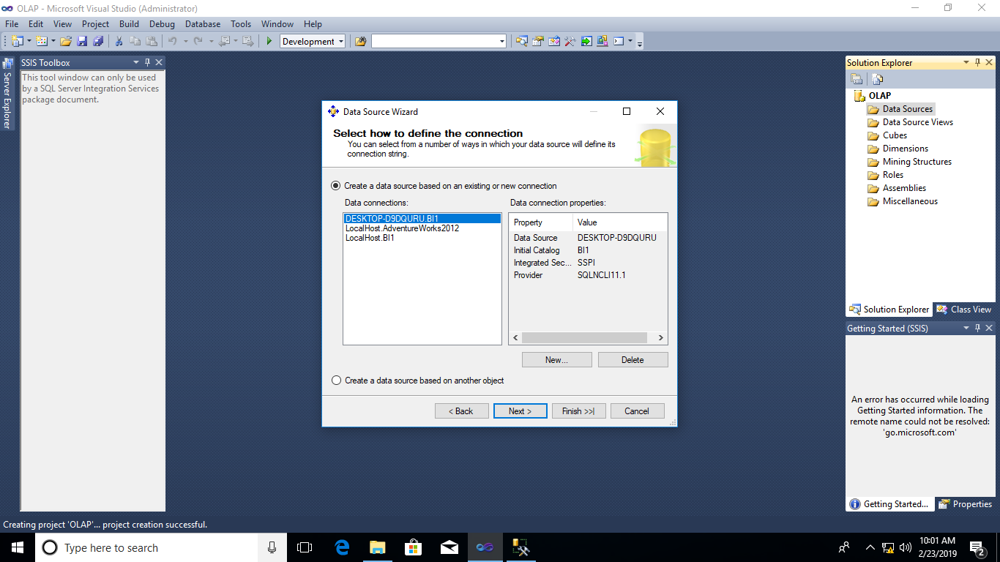 OLAP - Microsoft Visual Studio (Administrator)
File Edit View Project Build Debug Database Tools Window Help
Development
Server Explorer
SSIS Toolbox
This tool window can only be used
by a SQL Server Integration Services
package document.
Data Source Wizard
Select how to define the connection
You can select from a number of ways in which your data source will define its
connection string.
Create a data source based on an existing or new connection
Data connections:
DESKTOP-D9DQURU.BI1
LocalHost.AdventureWorks2012
LocalHost.BI1
Data connection properties:
Property Value
Data Source DESKTOP-D9DQURU
Initial Catalog BI1
Integrated Sec... SSPI
Provider SQLNCLI11.1
New... Delete
Create a data source based on another object
< Back Next > Finish >>| Cancel
Solution Explorer
OLAP
Data Sources
Data Source Views
Cubes
Dimensions
Mining Structures
Roles
Assemblies
Miscellaneous
Solution Explorer Class View
Getting Started (SSIS)
An error has occurred while loading
Getting Started information. The
remote name could not be resolved:
'go.microsoft.com'
Getting Started... Properties
Creating project 'OLAP'... project creation successful.
Type here to search
10:01 AM
2/23/2019
2